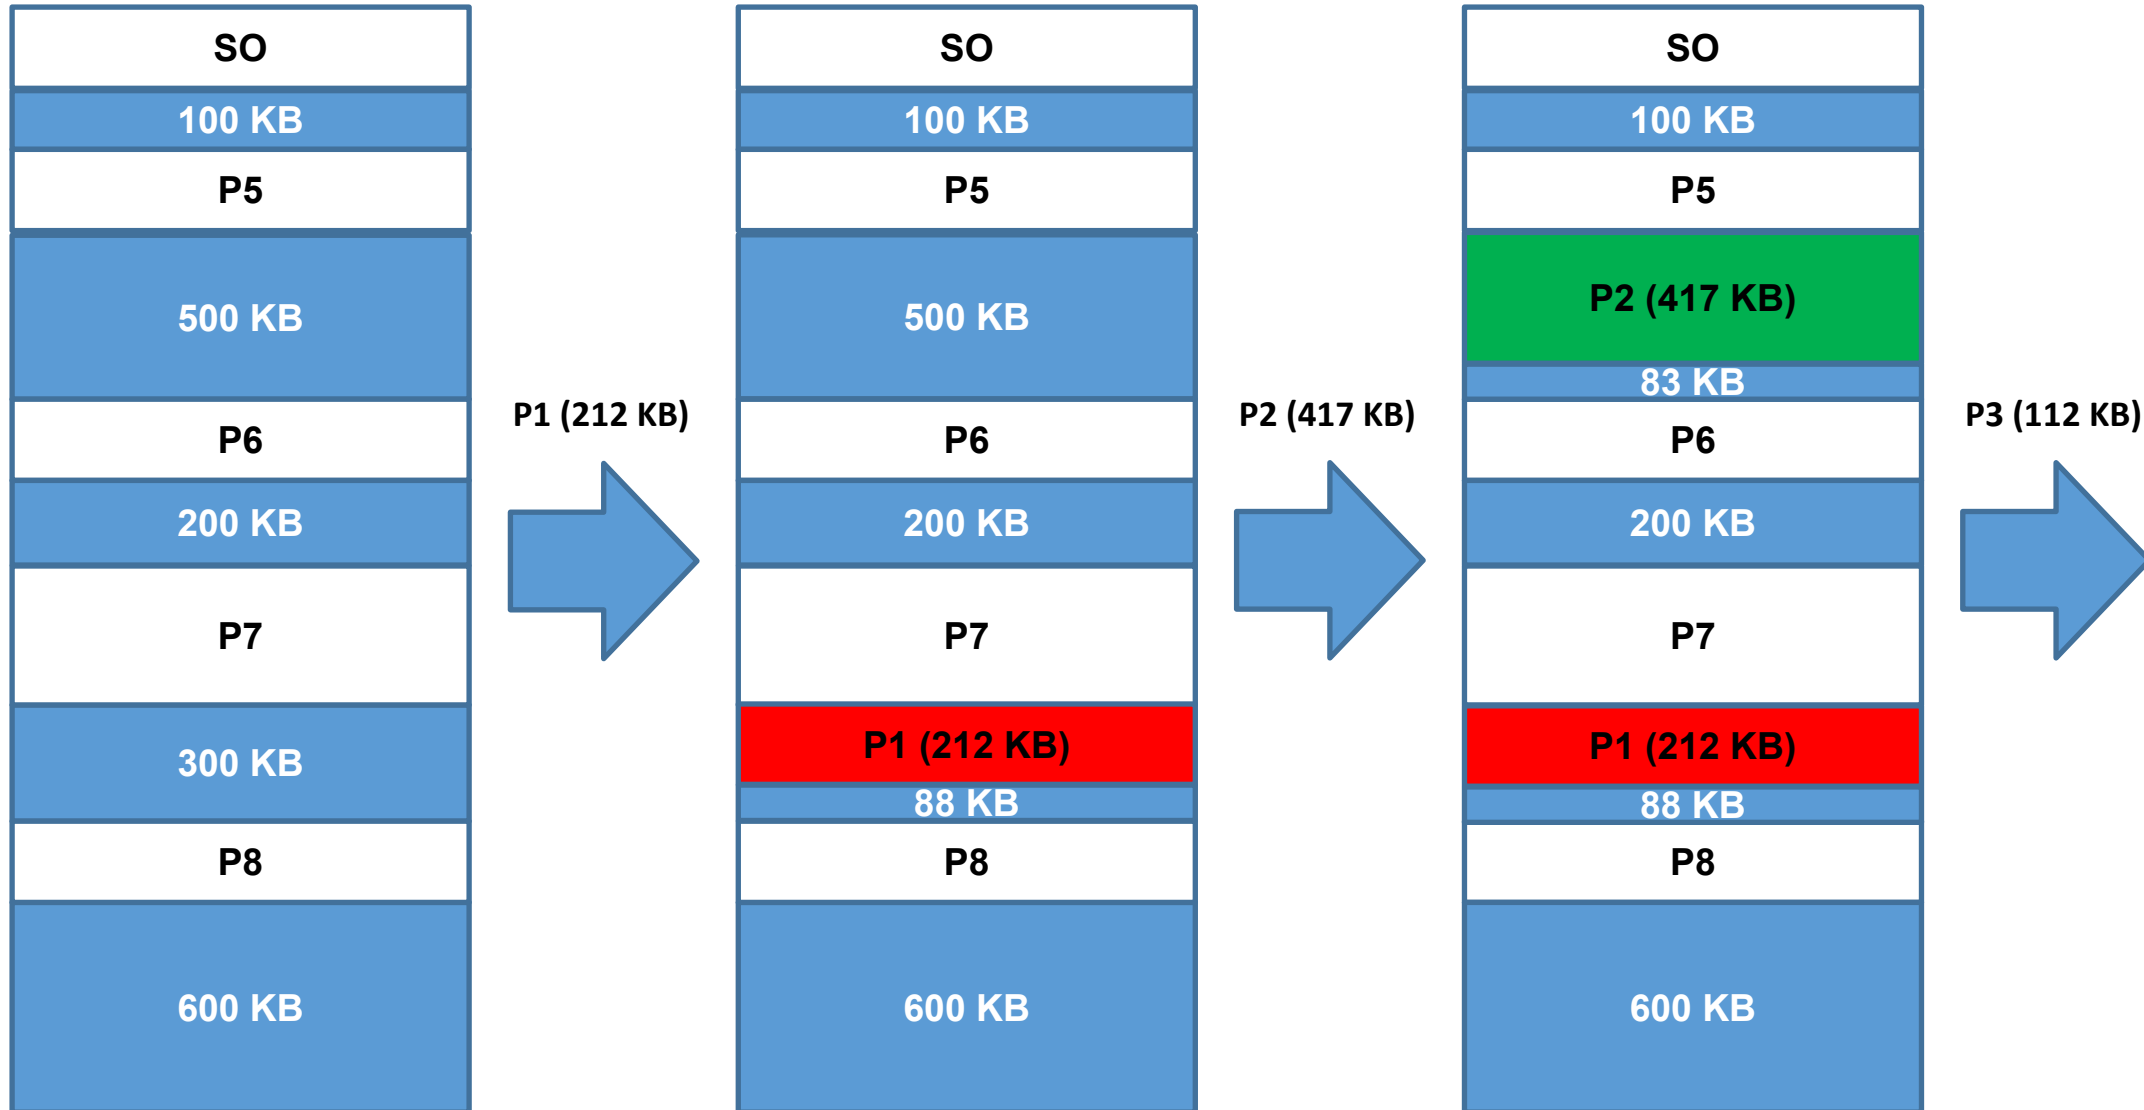 SO
100 KB
P5
500 KB
P6
200 KB
P7
300 KB
P8
600 KB
P1 (212 KB)
SO
100 KB
P5
500 KB
P6
200 KB
P7
P1 (212 KB)
88 KB
P8
600 KB
P2 (417 KB)
SO
100 KB
P5
P2 (417 KB)
83 KB
P6
200 KB
P7
P1 (212 KB)
88 KB
P8
600 KB
P3 (112 KB)